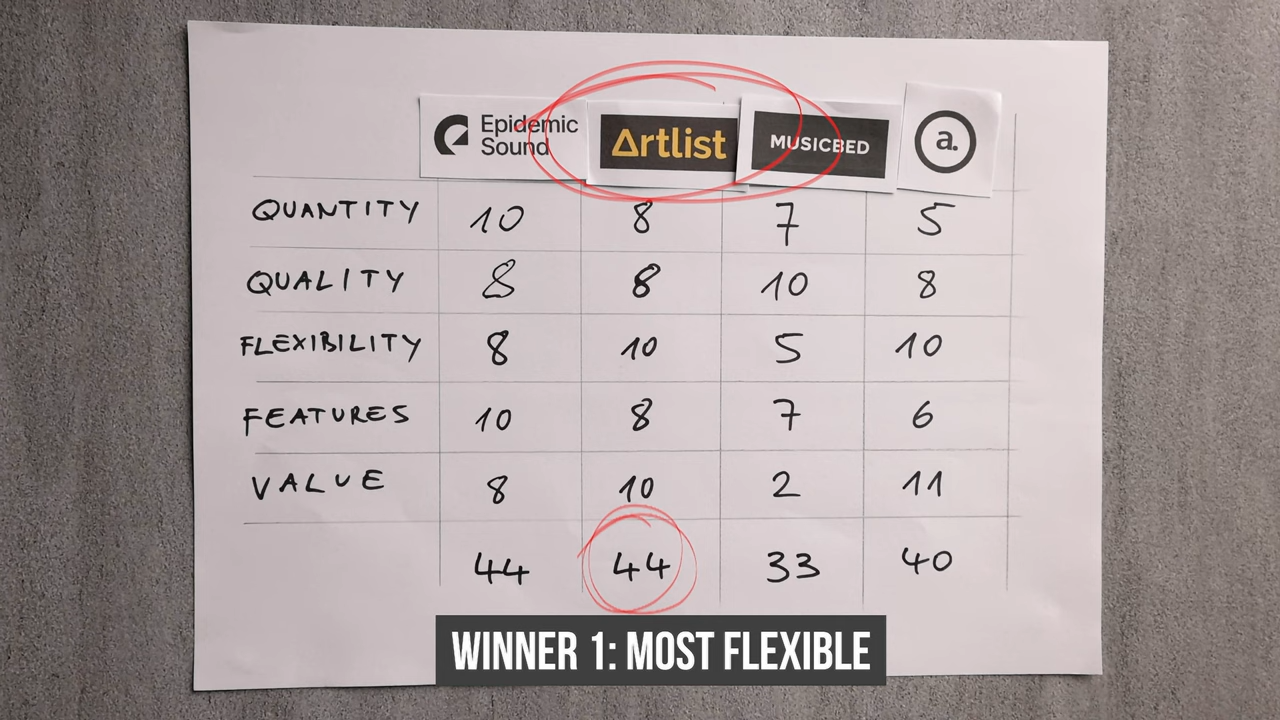 Epidemic Sound Artlist MUSICBED a.
QUANTITY 10 8 7 5
QUALITY 8 8 10 8
FLEXIBILITY 8 10 5 10
FEATURES 10 8 7 6
VALUE 8 10 2 11
44 44 33 40
WINNER 1: MOST FLEXIBLE